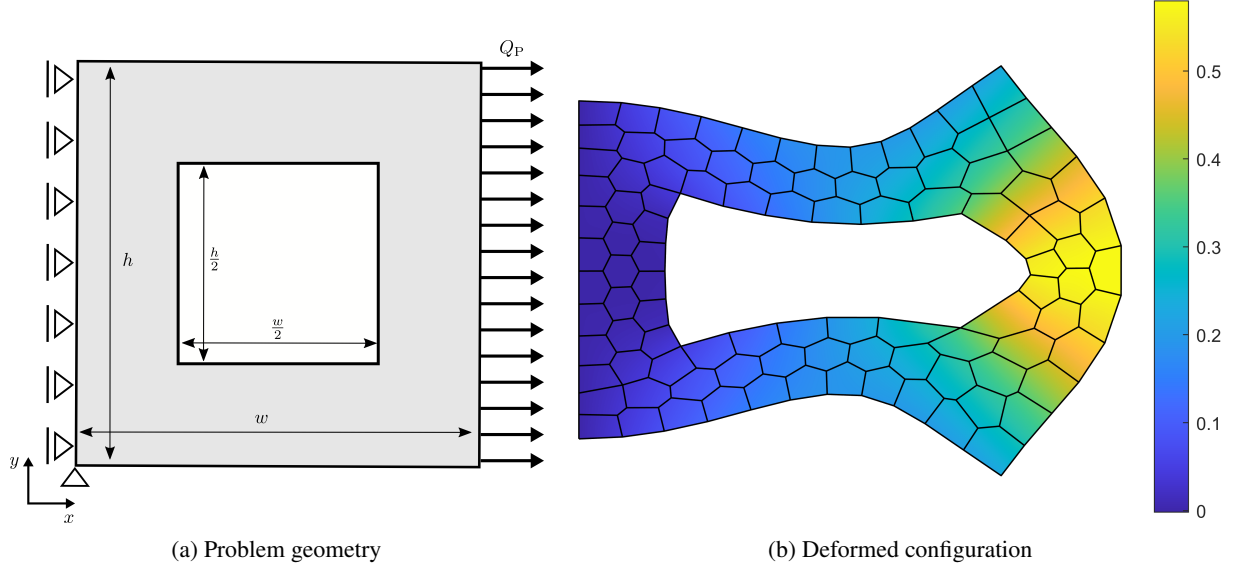 Q_P
h
h/2
w/2
w
y
x
0.5
0.4
0.3
0.2
0.1
0
(a) Problem geometry
(b) Deformed configuration